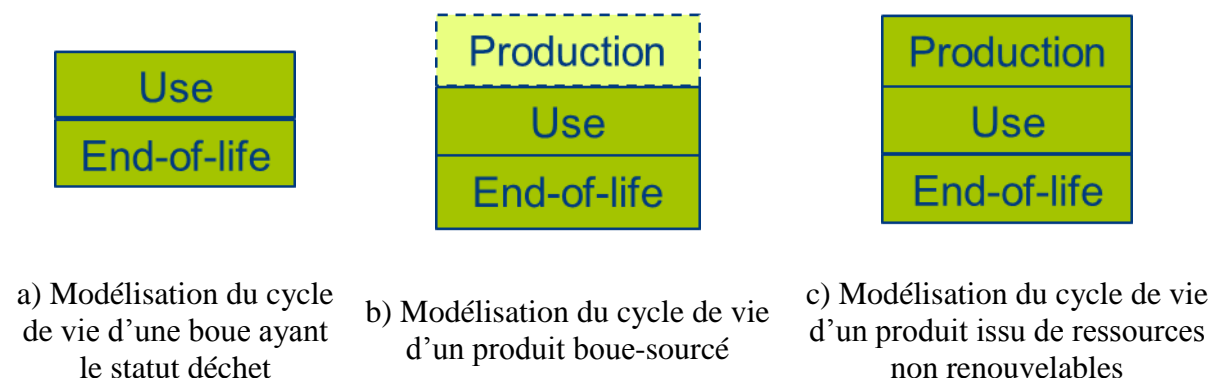 Use
End-of-life
Production
Use
End-of-life
Production
Use
End-of-life
a) Modélisation du cycle
de vie d’une boue ayant
le statut déchet
b) Modélisation du cycle de vie
d’un produit boue-sourcé
c) Modélisation du cycle de vie
d’un produit issu de ressources
non renouvelables